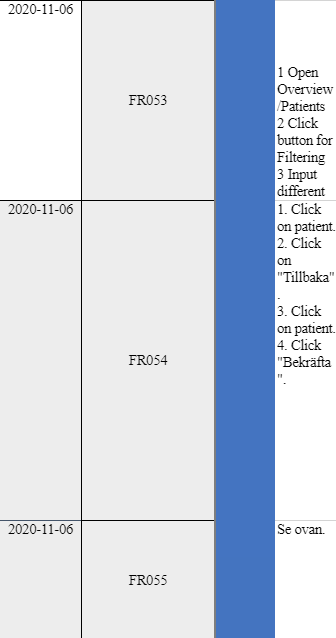 2020-11-06
FR053
1 Open
Overview
/Patients
2 Click
button for
Filtering
3 Input
different
2020-11-06
FR054
1. Click
on patient.
2. Click
on
"Tillbaka"
.
3. Click
on patient.
4. Click
"Bekräfta
".
2020-11-06
FR055
Se ovan.